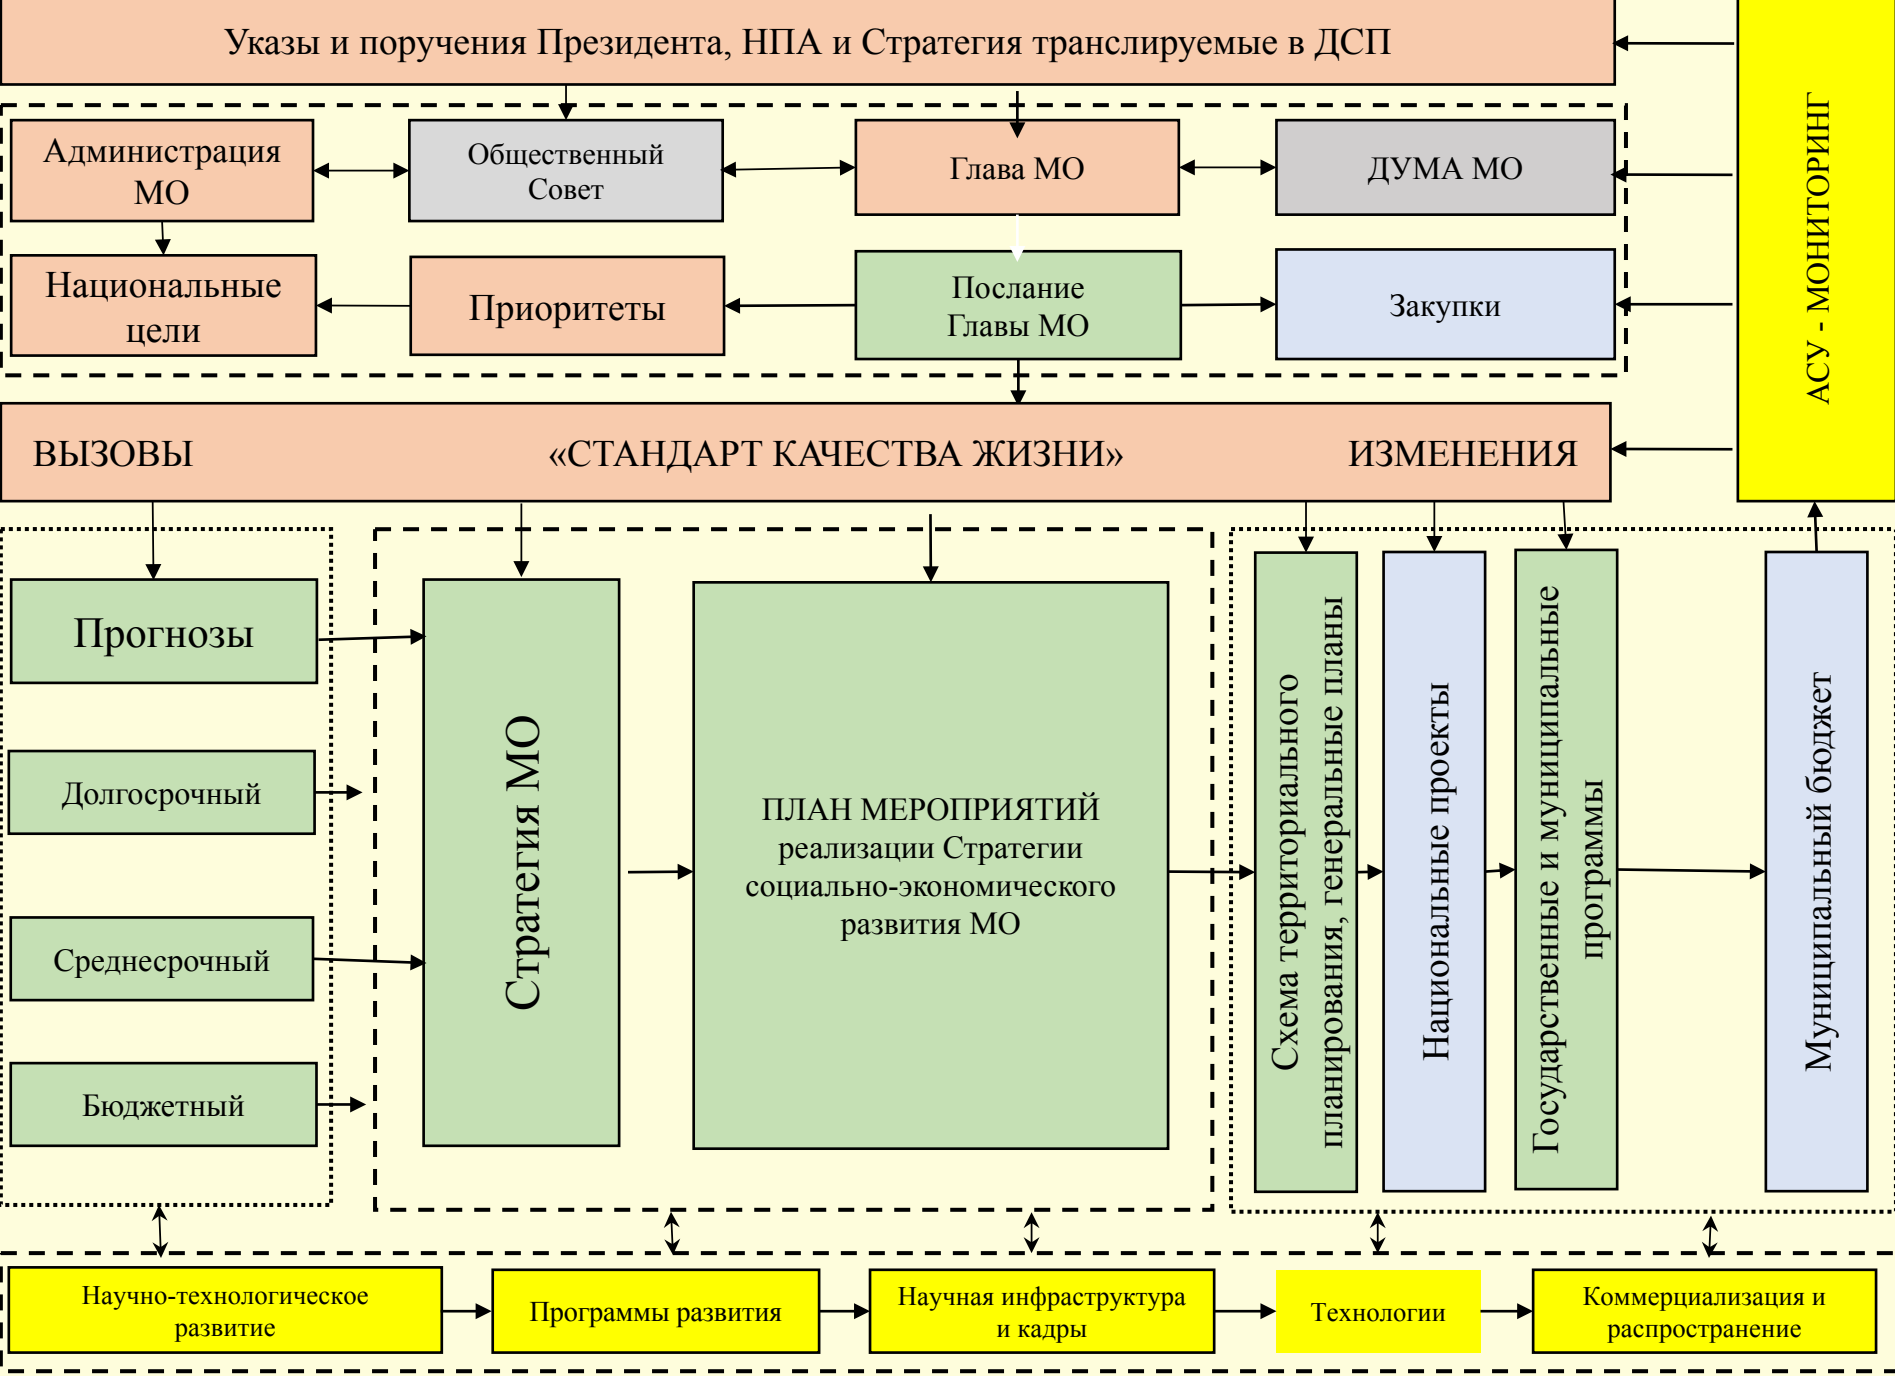 Указы и поручения Президента, НПА и Стратегия транслируемые в ДСП
АСУ - МОНИТОРИНГ
Администрация
МО
Общественный
Совет
Глава МО
ДУМА МО
Национальные
цели
Приоритеты
Послание
Главы МО
Закупки
ВЫЗОВЫ «СТАНДАРТ КАЧЕСТВА ЖИЗНИ» ИЗМЕНЕНИЯ
Прогнозы
Долгосрочный
Среднесрочный
Бюджетный
Стратегия МО
ПЛАН МЕРОПРИЯТИЙ
реализации Стратегии
социально-экономического
развития МО
Схема территориального
планирования, генеральные планы
Национальные проекты
Государственные и муниципальные
программы
Муниципальный бюджет
Научно-технологическое
развитие
Программы развития
Научная инфраструктура
и кадры
Технологии
Коммерциализация и
распространение